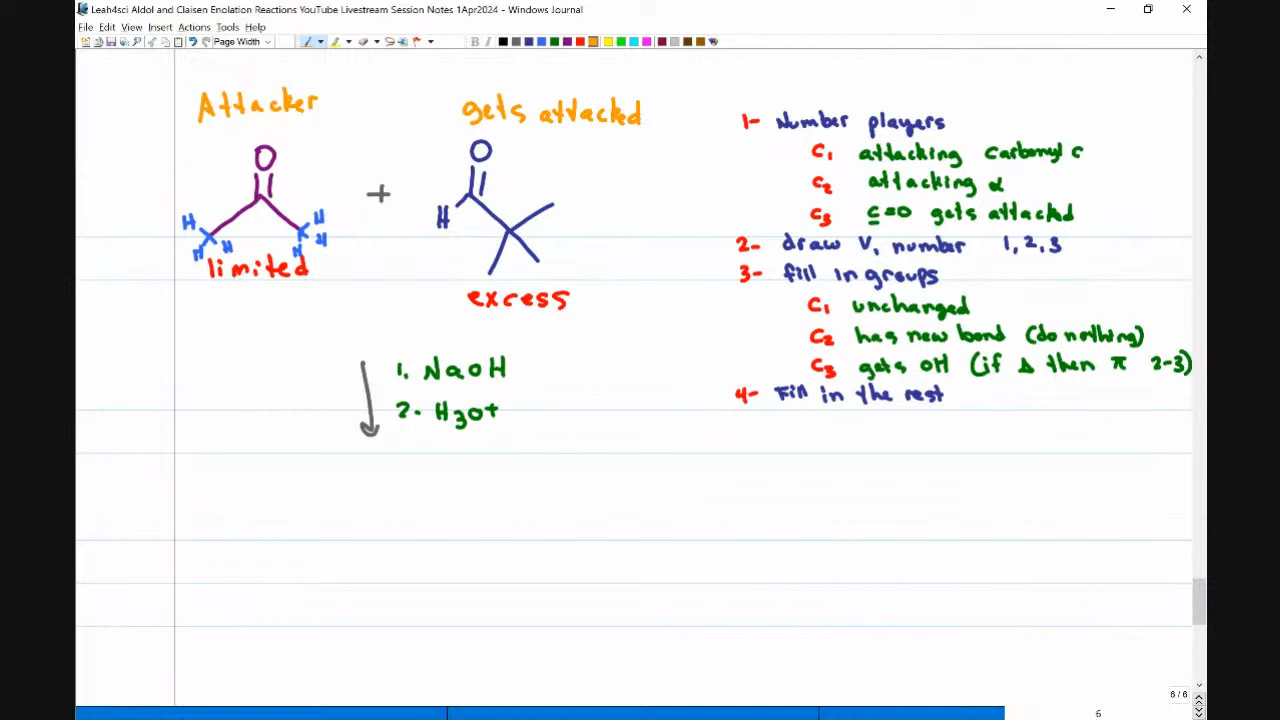 Leah4sci Aldol and Claisen Enolation Reactions YouTube Livestream Session Notes 1Apr2024 - Windows Journal
File Edit View Insert Actions Tools Help
Page Width
B I
Attacker
gets attacked
O
H
H
H
H
H
H
limited
+
O
H
excess
1. NaOH
2. H3O+
1- Number players
C1 attacking carbonyl c
C2 attacking α
C3 c=o gets attacked
2- draw V, number 1, 2, 3
3- fill in groups
C1 unchanged
C2 has new bond (do nothing)
C3 gets OH (if Δ then π 2-3)
4- Fill in the rest
6 / 6
6